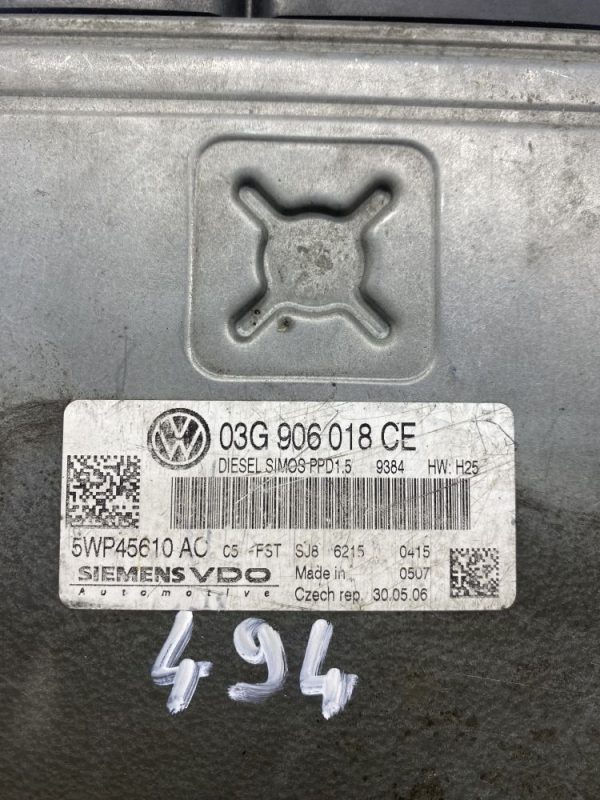 03G 906 018 CE
DIESEL SIMOS PPD1.5 9384 HW: H25
5WP45610 AC C5 -FST SJ8 6215 0415
SIEMENS VDO Made in 0507
Automotive Czech rep. 30.05.06
494